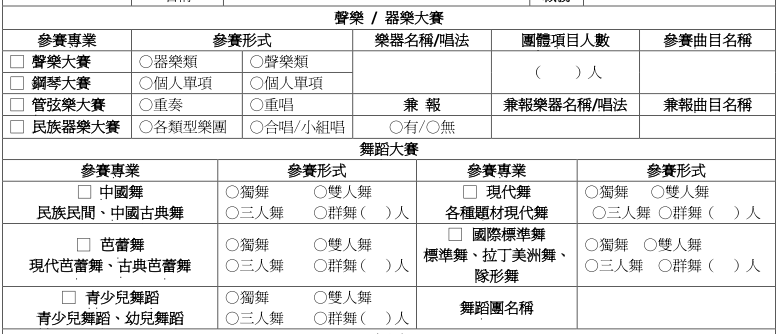 聲樂 / 器樂大賽
參賽專業 參賽形式 樂器名稱/唱法 團體項目人數 參賽曲目名稱
□ 聲樂大賽 ○器樂類 ○聲樂類
( )人
□ 鋼琴大賽 ○個人單項 ○個人單項
□ 管弦樂大賽 ○重奏 ○重唱 兼 報 兼報樂器名稱/唱法 兼報曲目名稱
□ 民族器樂大賽 ○各類型樂團 ○合唱/小組唱 ○有/○無
舞蹈大賽
參賽專業 參賽形式 參賽專業 參賽形式
□ 中國舞 ○獨舞 ○雙人舞 □ 現代舞 ○獨舞 ○雙人舞
民族民間、中國古典舞 ○三人舞 ○群舞( )人 各種題材現代舞 ○三人舞 ○群舞( )人
□ 芭蕾舞 ○獨舞 ○雙人舞 □ 國際標準舞 ○獨舞 ○雙人舞
現代芭蕾舞、古典芭蕾舞 ○三人舞 ○群舞( )人 標準舞、拉丁美洲舞、 ○三人舞 ○群舞( )人
隊形舞
□ 青少兒舞蹈 ○獨舞 ○雙人舞 舞蹈團名稱
青少兒舞蹈、幼兒舞蹈 ○三人舞 ○群舞( )人